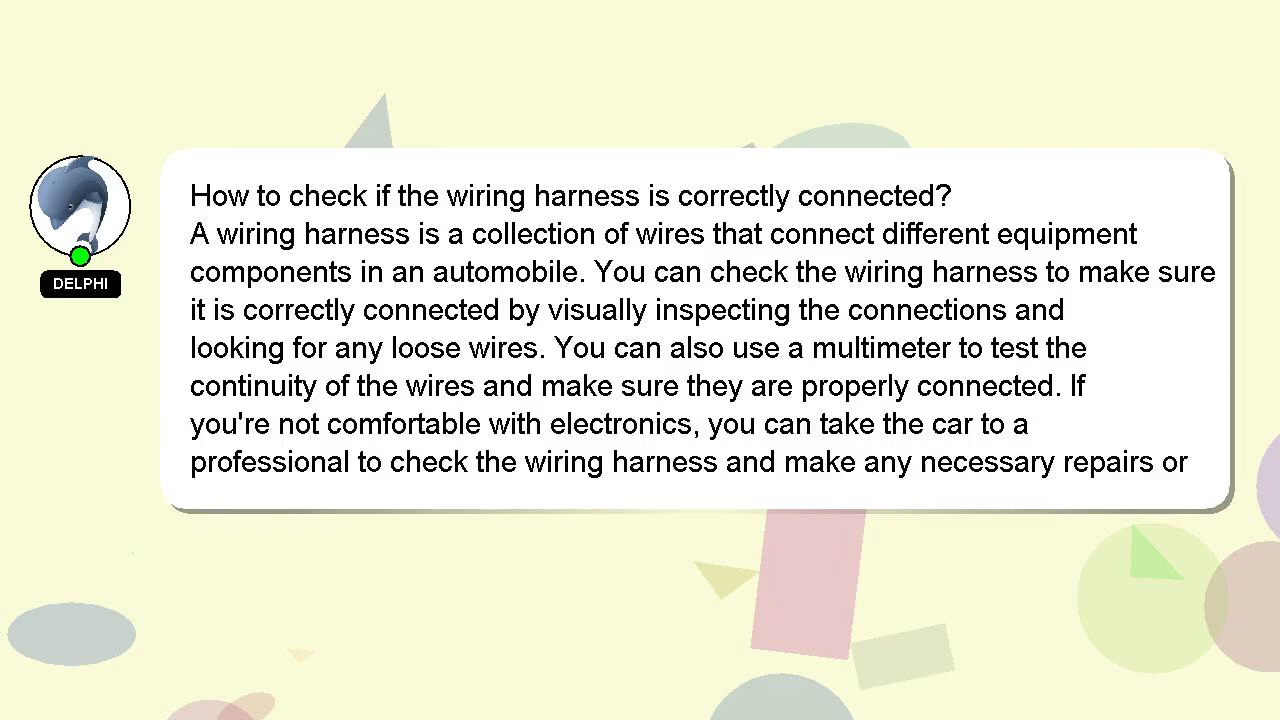 DELPHI
How to check if the wiring harness is correctly connected?
A wiring harness is a collection of wires that connect different equipment
components in an automobile. You can check the wiring harness to make sure
it is correctly connected by visually inspecting the connections and
looking for any loose wires. You can also use a multimeter to test the
continuity of the wires and make sure they are properly connected. If
you're not comfortable with electronics, you can take the car to a
professional to check the wiring harness and make any necessary repairs or